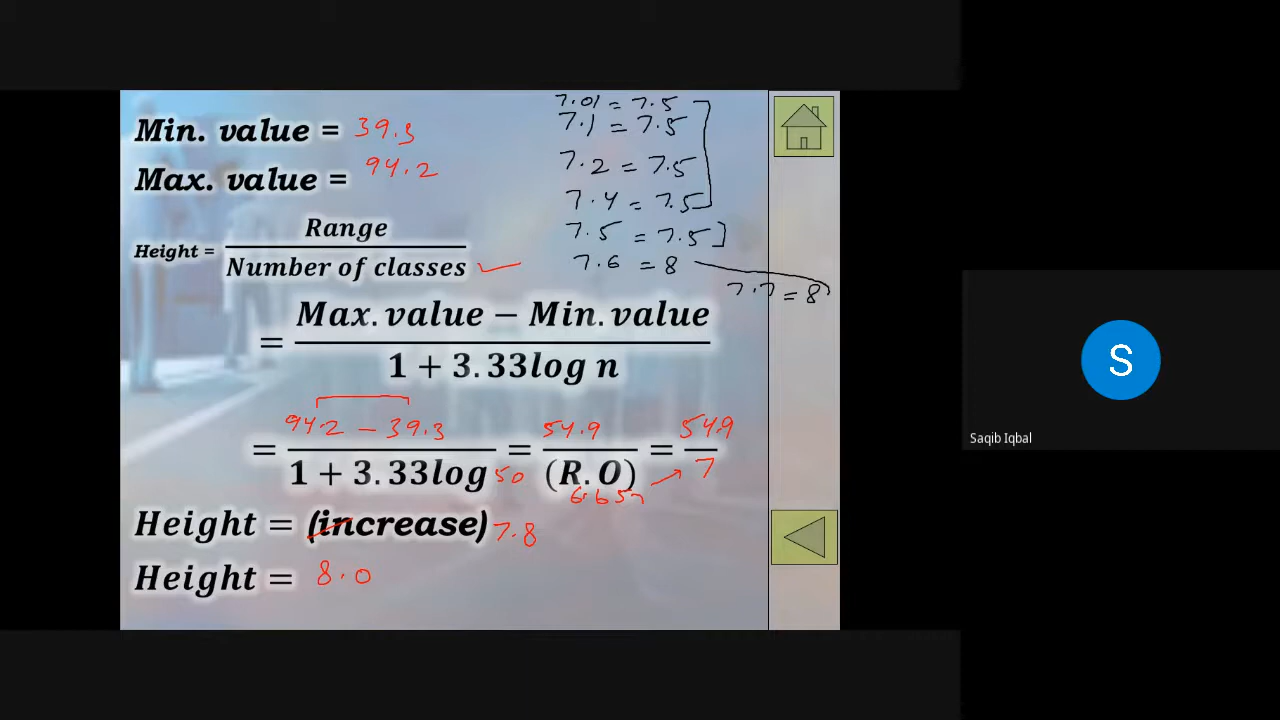 Min. value = 39.3
Max. value = 94.2
Height = Range / Number of classes
= Max. value − Min. value / 1 + 3.33log n
= 94.2 − 39.3 / 1 + 3.33log 50 = 54.9 / (R.O) 6.657 = 54.9 / 7
Height = (increase) 7.8
Height = 8.0
7.01 = 7.5
7.1 = 7.5
7.2 = 7.5
7.4 = 7.5
7.5 = 7.5
7.6 = 8
7.7 = 8
S
Saqib Iqbal